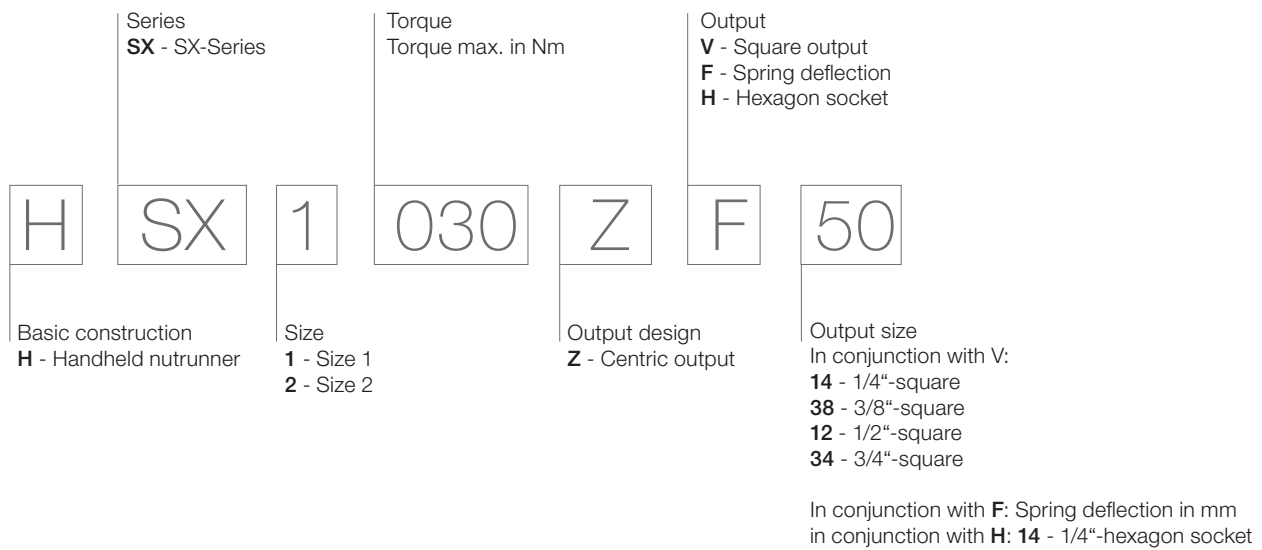 Series
SX - SX-Series
Torque
Torque max. in Nm
Output
V - Square output
F - Spring deflection
H - Hexagon socket
H SX 1 030 Z F 50
Basic construction
H - Handheld nutrunner
Size
1 - Size 1
2 - Size 2
Output design
Z - Centric output
Output size
In conjunction with V:
14 - 1/4“-square
38 - 3/8“-square
12 - 1/2“-square
34 - 3/4“-square
In conjunction with F: Spring deflection in mm
in conjunction with H: 14 - 1/4“-hexagon socket